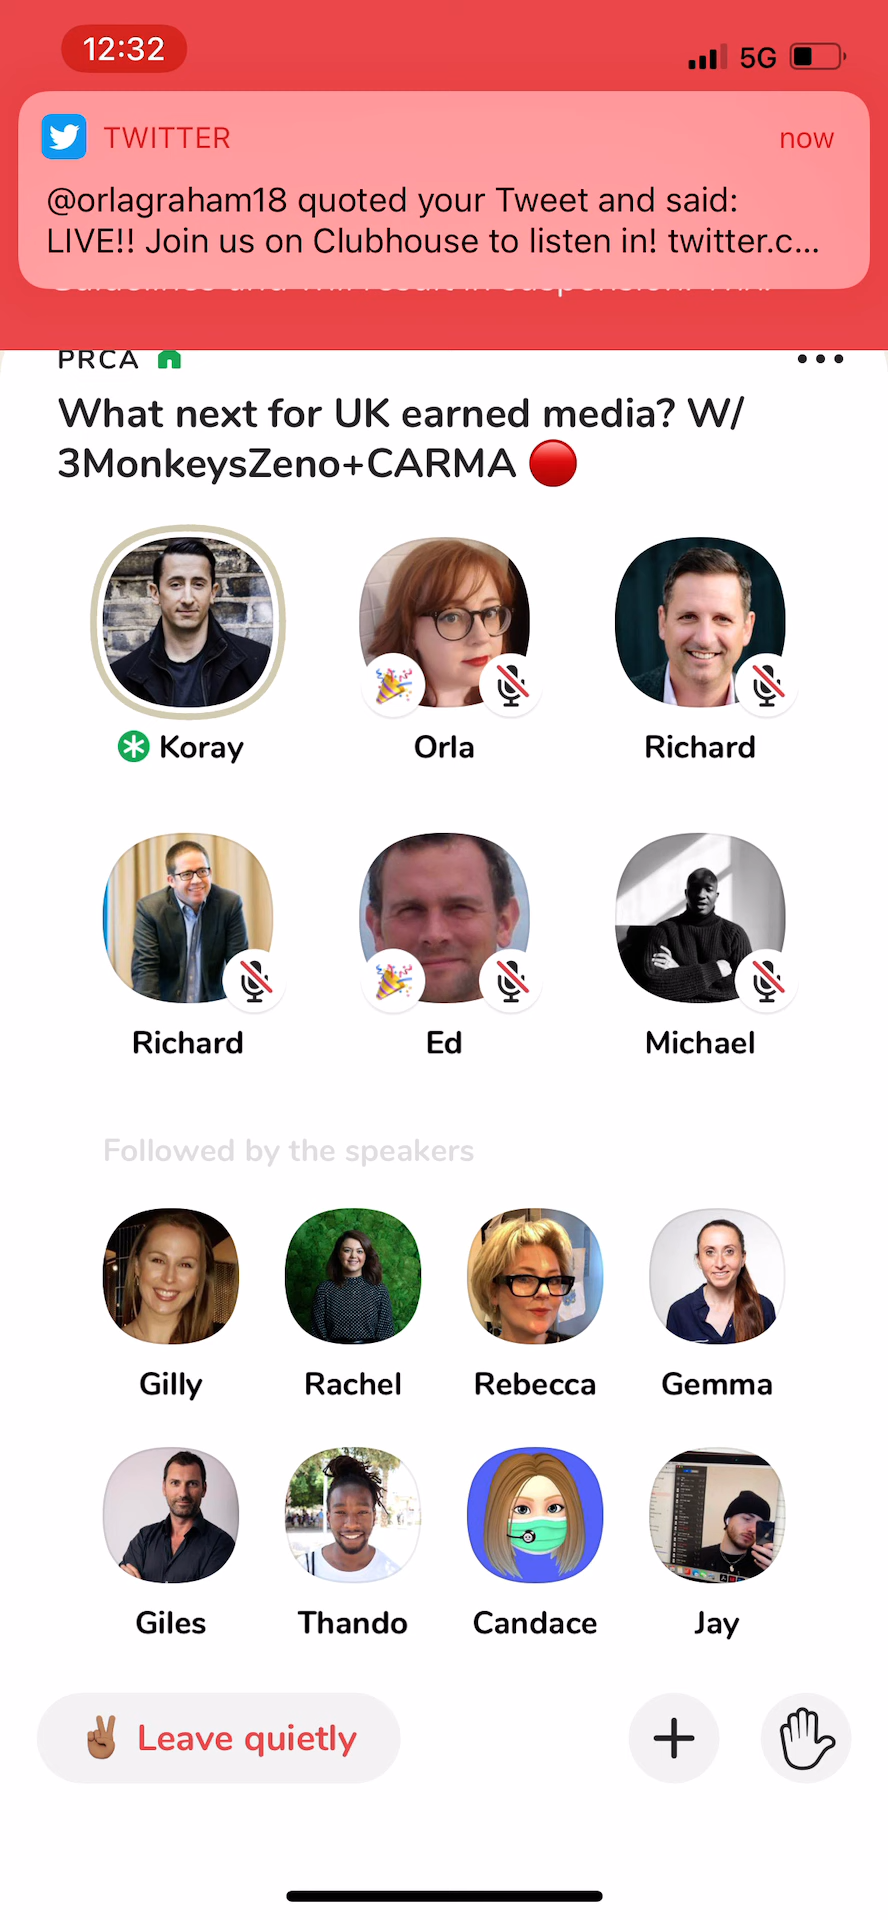 12:32
5G
TWITTER
now
@orlagraham18 quoted your Tweet and said:
LIVE!! Join us on Clubhouse to listen in! twitter.c...
PRCA
What next for UK earned media? W/
3MonkeysZeno+CARMA
Koray
Orla
Richard
Richard
Ed
Michael
Followed by the speakers
Gilly
Rachel
Rebecca
Gemma
Giles
Thando
Candace
Jay
Leave quietly